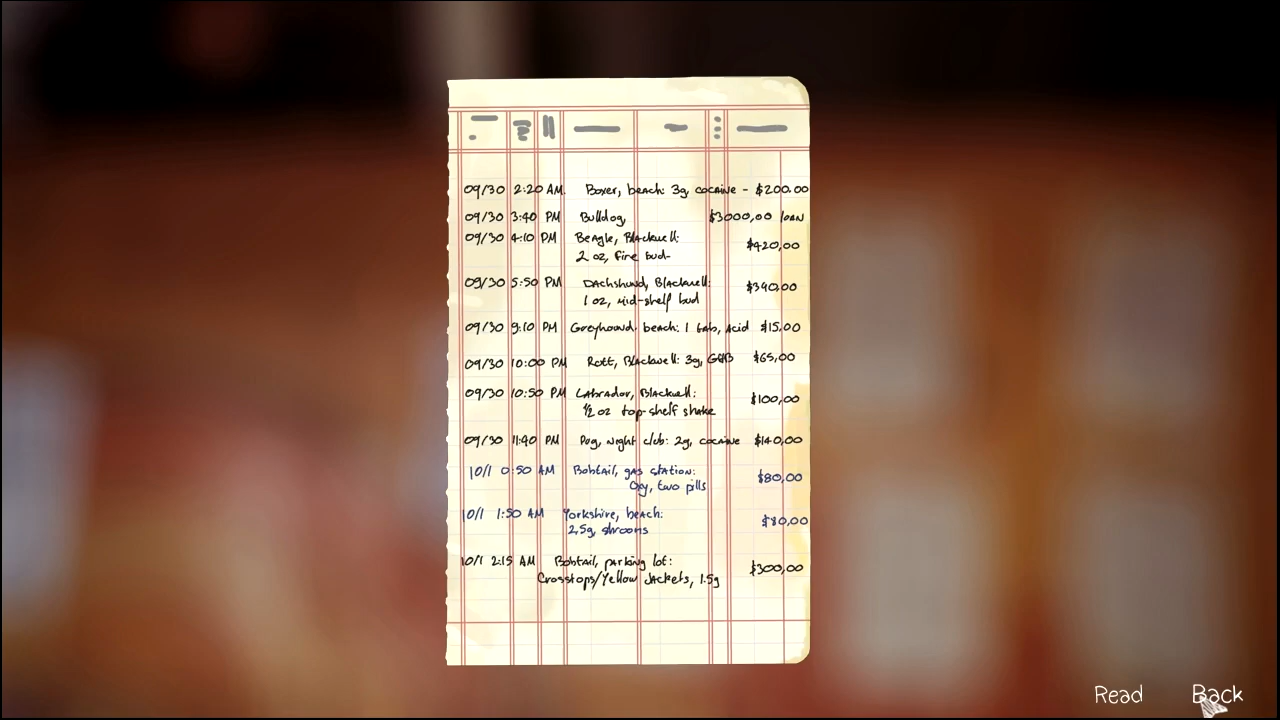 09/30 2:20 AM. Boxer, beach: 3g, cocaine - $200.00
09/30 3:40 PM Bulldog, $3000,00 loan
09/30 4:10 PM Beagle, Blackwell: $420,00
2 oz, fire bud-
09/30 5:50 PM Dachshund, Blackwell: $340,00
1 oz, mid-shelf bud
09/30 9:10 PM Greyhound, beach: 1 tab, Acid $15.00
09/30 10:00 PM Rott, Blackwell: 3g, GHB $65,00
09/30 10:50 PM Labrador, Blackwell: $100,00
1/2 oz top-shelf shake
09/30 11:40 PM Pug, night club: 2g, cocaine $140,00
10/1 0:50 AM Bobtail, gas station: $80,00
Oxy, two pills
10/1 1:50 AM Yorkshire, beach:
2,5g, shrooms
10/1 2:15 AM Bobtail, parking lot: $300,00
Crosstops/Yellow Jackets, 1.5g
Read Back